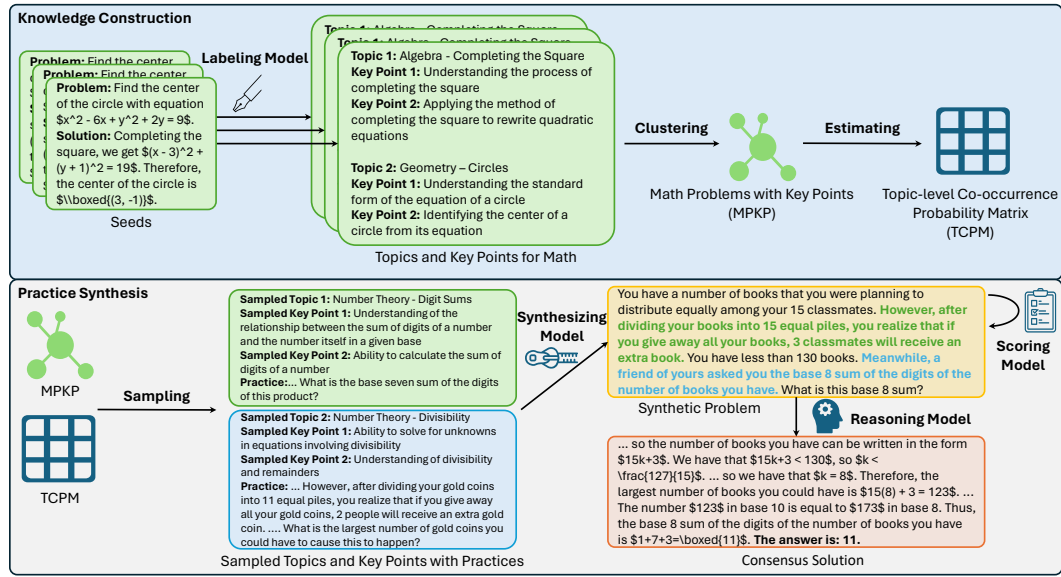 Knowledge Construction
Problem: Find the center
Problem: Find the center
Problem: Find the center
of the circle with equation
$x^2 - 6x + y^2 + 2y = 9$.
Solution: Completing the
square, we get $(x - 3)^2 +
(y + 1)^2 = 19$. Therefore,
the center of the circle is
$\\boxed{(3, -1)}$.
Seeds
Labeling Model
Topic 1: Algebra - Completing the Square
Topic 1: Algebra - Completing the Square
Topic 1: Algebra - Completing the Square
Key Point 1: Understanding the process of
completing the square
Key Point 2: Applying the method of
completing the square to rewrite quadratic
equations
Topic 2: Geometry – Circles
Key Point 1: Understanding the standard
form of the equation of a circle
Key Point 2: Identifying the center of a
circle from its equation
Topics and Key Points for Math
Clustering
Math Problems with Key Points
(MPKP)
Estimating
Topic-level Co-occurrence
Probability Matrix
(TCPM)
Practice Synthesis
MPKP
TCPM
Sampling
Sampled Topic 1: Number Theory - Digit Sums
Sampled Key Point 1: Understanding of the
relationship between the sum of digits of a number
and the number itself in a given base
Sampled Key Point 2: Ability to calculate the sum of
digits of a number
Practice:... What is the base seven sum of the digits
of this product?
Sampled Topic 2: Number Theory - Divisibility
Sampled Key Point 1: Ability to solve for unknowns
in equations involving divisibility
Sampled Key Point 2: Understanding of divisibility
and remainders
Practice: ... However, after dividing your gold coins
into 11 equal piles, you realize that if you give away
all your gold coins, 2 people will receive an extra gold
coin. .... What is the largest number of gold coins you
could have to cause this to happen?
Sampled Topics and Key Points with Practices
Synthesizing
Model
You have a number of books that you were planning to
distribute equally among your 15 classmates. However, after
dividing your books into 15 equal piles, you realize that if
you give away all your books, 3 classmates will receive an
extra book. You have less than 130 books. Meanwhile, a
friend of yours asked you the base 8 sum of the digits of the
number of books you have. What is this base 8 sum?
Synthetic Problem
Scoring
Model
Reasoning Model
... so the number of books you have can be written in the form
$15k+3$. We have that $15k+3 < 130$, so $k <
\frac{127}{15}$. ... so we have that $k = 8$. Therefore, the
largest number of books you could have is $15(8) + 3 = 123$. ...
The number $123$ in base 10 is equal to $173$ in base 8. Thus,
the base 8 sum of the digits of the number of books you have
is $1+7+3=\boxed{11}$. The answer is: 11.
Consensus Solution